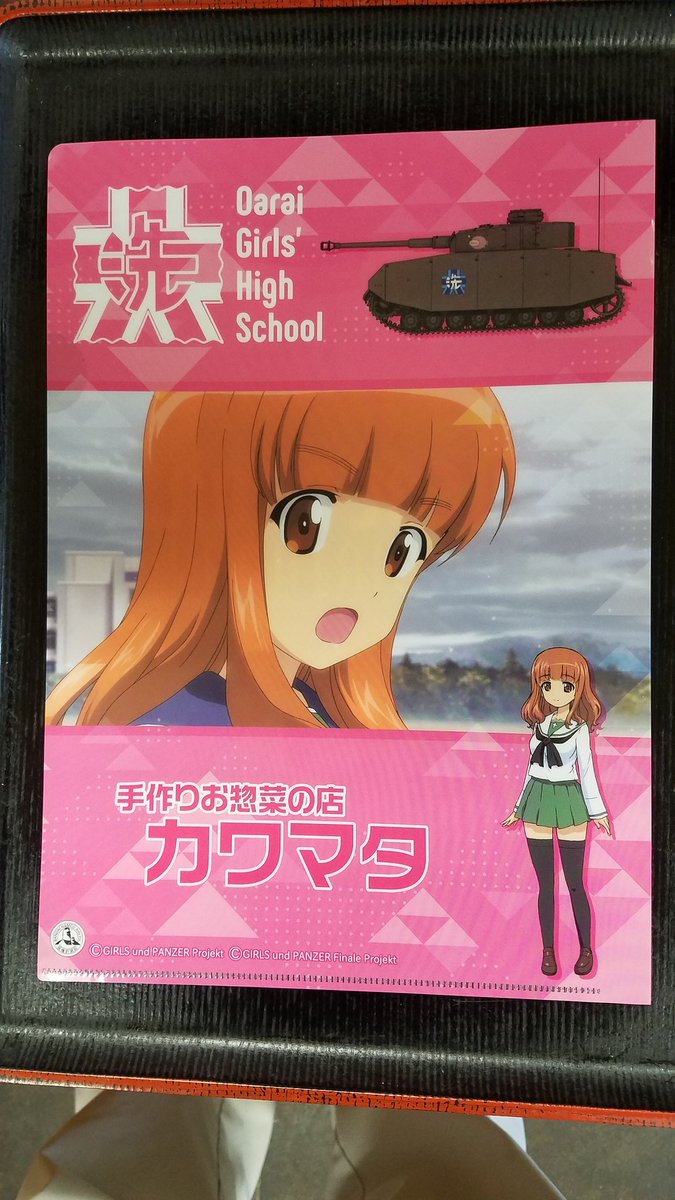 洗
Oarai
Girls'
High
School
洗
手作りお惣菜の店
カワマタ
©GIRLS und PANZER Projekt ©GIRLS und PANZER Finale Projekt